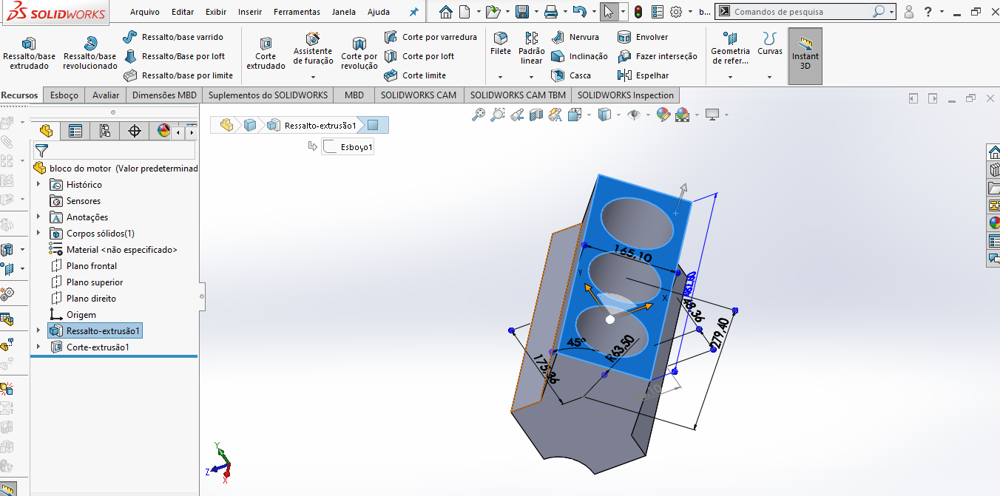 SOLIDWORKS
Arquivo Editar Exibir Inserir Ferramentas Janela Ajuda
b...
Comandos de pesquisa
Ressalto/base extrudado
Ressalto/base revolucionado
Ressalto/base varrido
Ressalto/Base por loft
Ressalto/base por limite
Corte extrudado
Assistente de furação
Corte por revolução
Corte por varredura
Corte por loft
Corte limite
Filete
Padrão linear
Nervura
Inclinação
Casca
Envolver
Fazer interseção
Espelhar
Geometria de refer...
Curvas
Instant 3D
Recursos Esboço Avaliar Dimensões MBD Suplementos do SOLIDWORKS MBD SOLIDWORKS CAM SOLIDWORKS CAM TBM SOLIDWORKS Inspection
Ressalto-extrusão1
Esboço1
bloco do motor (Valor predeterminad
Histórico
Sensores
Anotações
Corpos sólidos(1)
Material <não especificado>
Plano frontal
Plano superior
Plano direito
Origem
Ressalto-extrusão1
Corte-extrusão1
165,10
Y
X
48,36
279,40
45°
R63,50
175,36
Y
Z
X